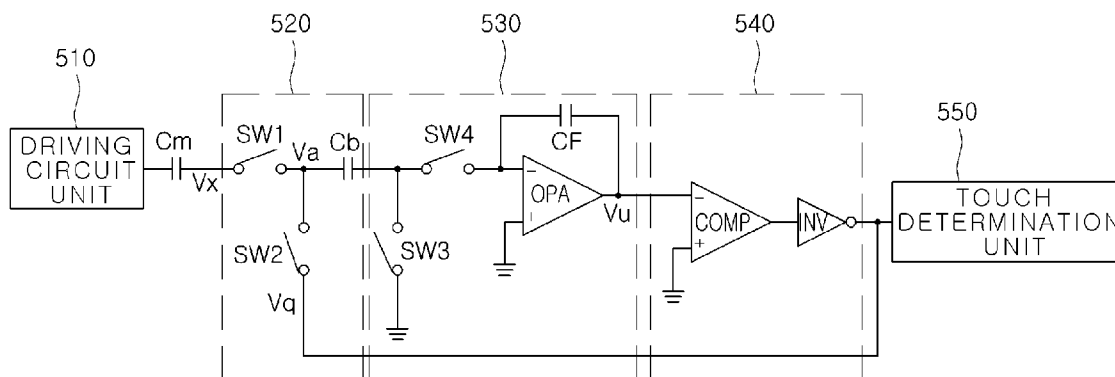 510
520
530
540
550
DRIVING
CIRCUIT
UNIT
Cm
Vx
SW1
Va
Cb
SW2
Vq
SW3
SW4
CF
-
OPA
+
Vu
-
COMP
+
INV
TOUCH
DETERMINATION
UNIT